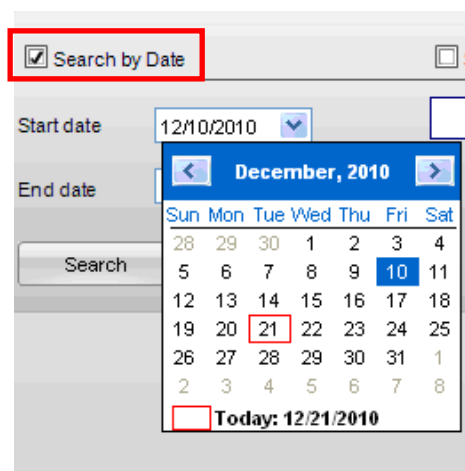 Search by Date
Start date 12/10/2010
December, 2010
End date
Sun Mon Tue Wed Thu Fri Sat
28 29 30 1 2 3 4
Search
5 6 7 8 9 10 11
12 13 14 15 16 17 18
19 20 21 22 23 24 25
26 27 28 29 30 31 1
2 3 4 5 6 7 8
Today: 12/21/2010